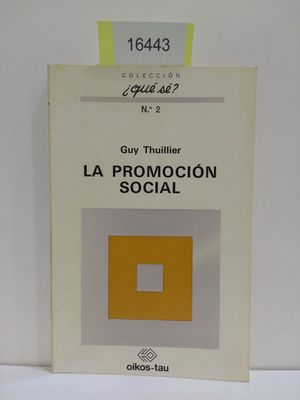 16443
COLECCIÓN
¿qué sé?
N.º 2
Guy Thuillier
LA PROMOCIÓN
SOCIAL
oikos-tau